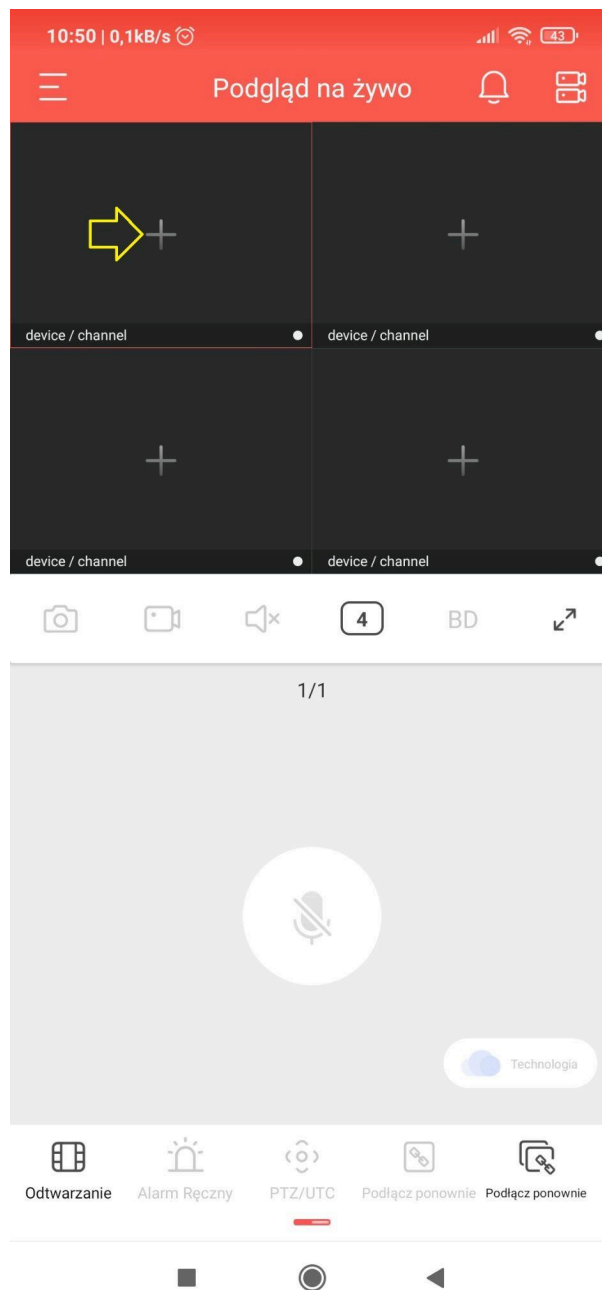 10:50 | 0,1kB/s
43
Podgląd na żywo
device / channel
device / channel
device / channel
device / channel
4
BD
1/1
Technologia
Odtwarzanie
Alarm Ręczny
PTZ/UTC
Podłącz ponownie
Podłącz ponownie